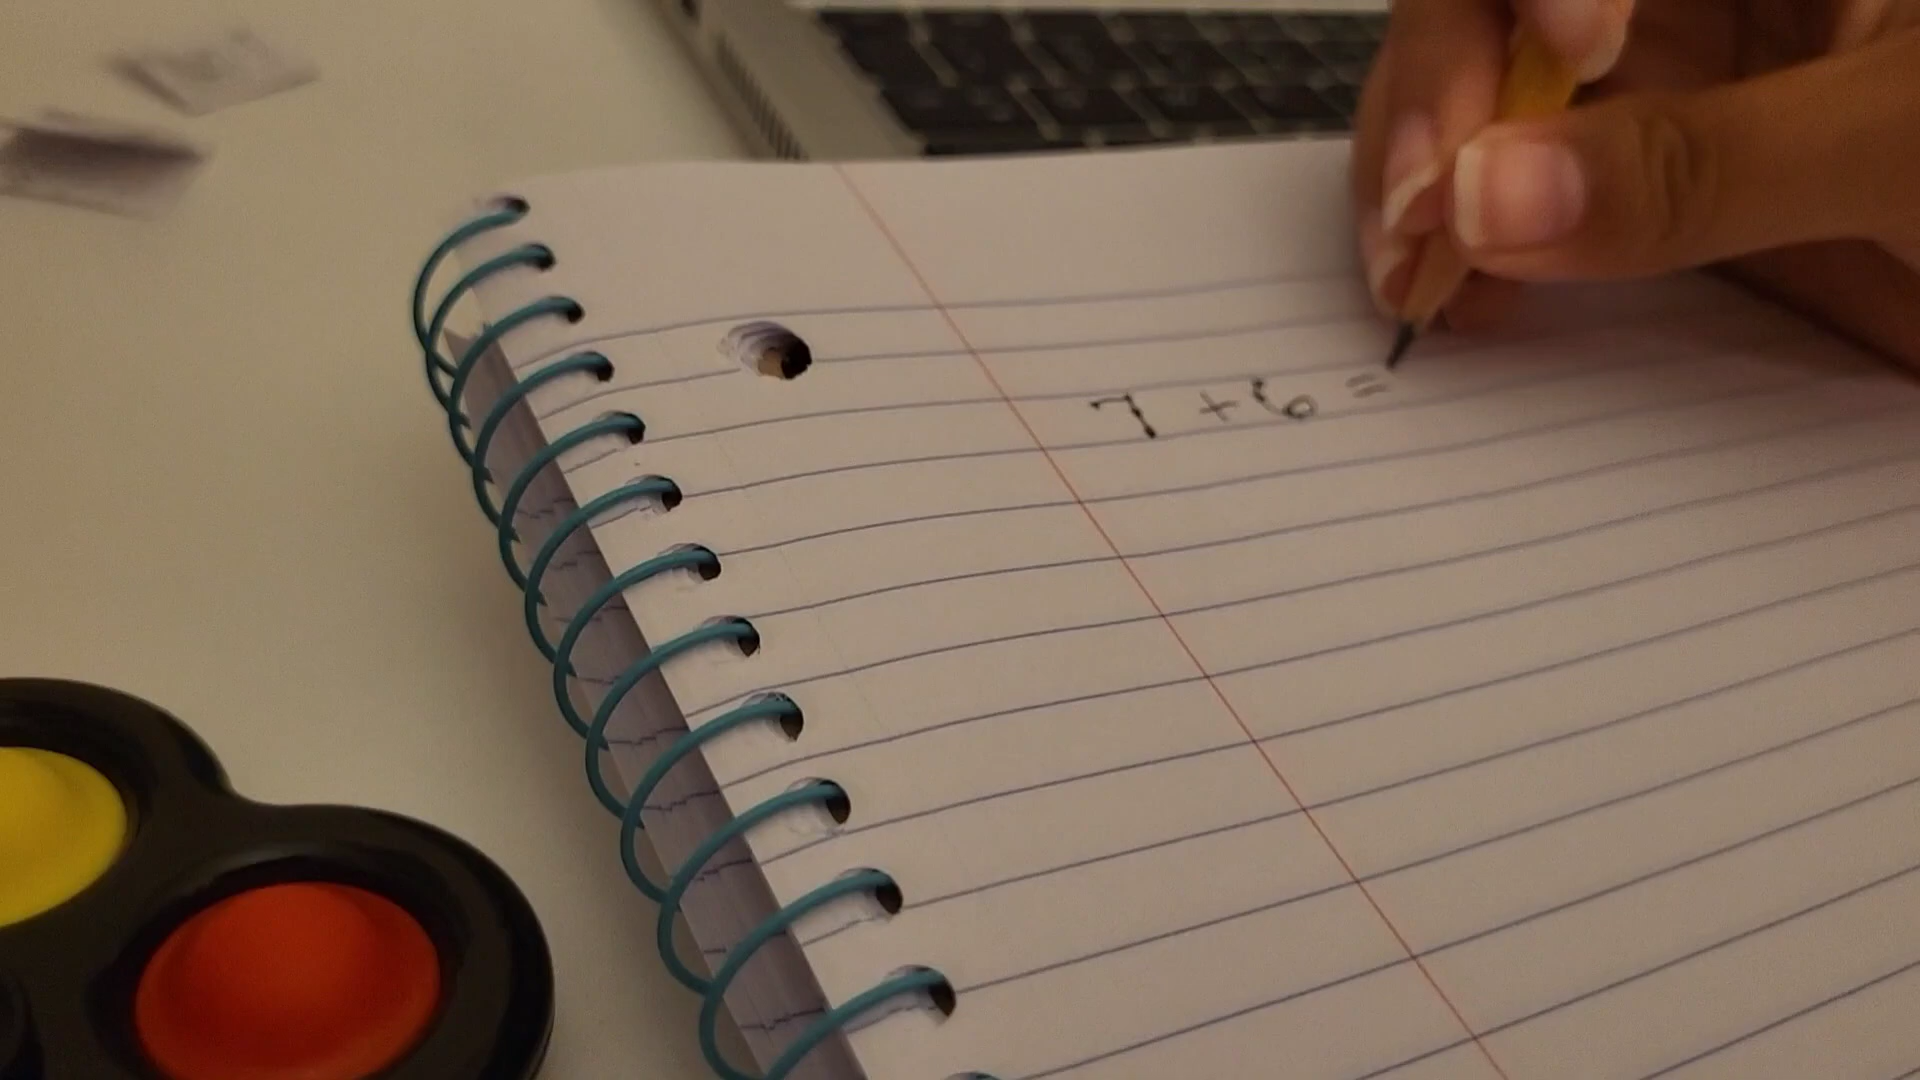 7 + 6 =